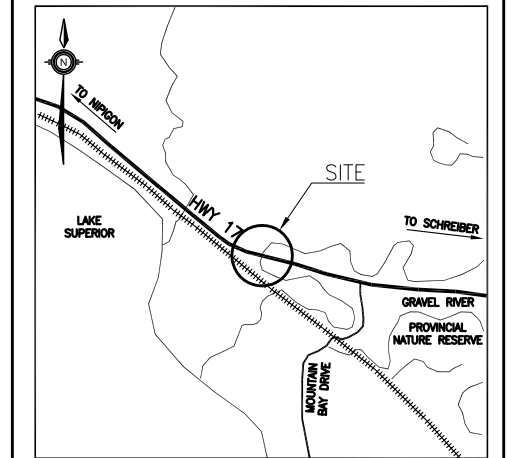 N
TO NIPIGON
SITE
HWY 17
LAKE
SUPERIOR
TO SCHREIBER
GRAVEL RIVER
PROVINCIAL
NATURE RESERVE
MOUNTAIN
BAY DRIVE